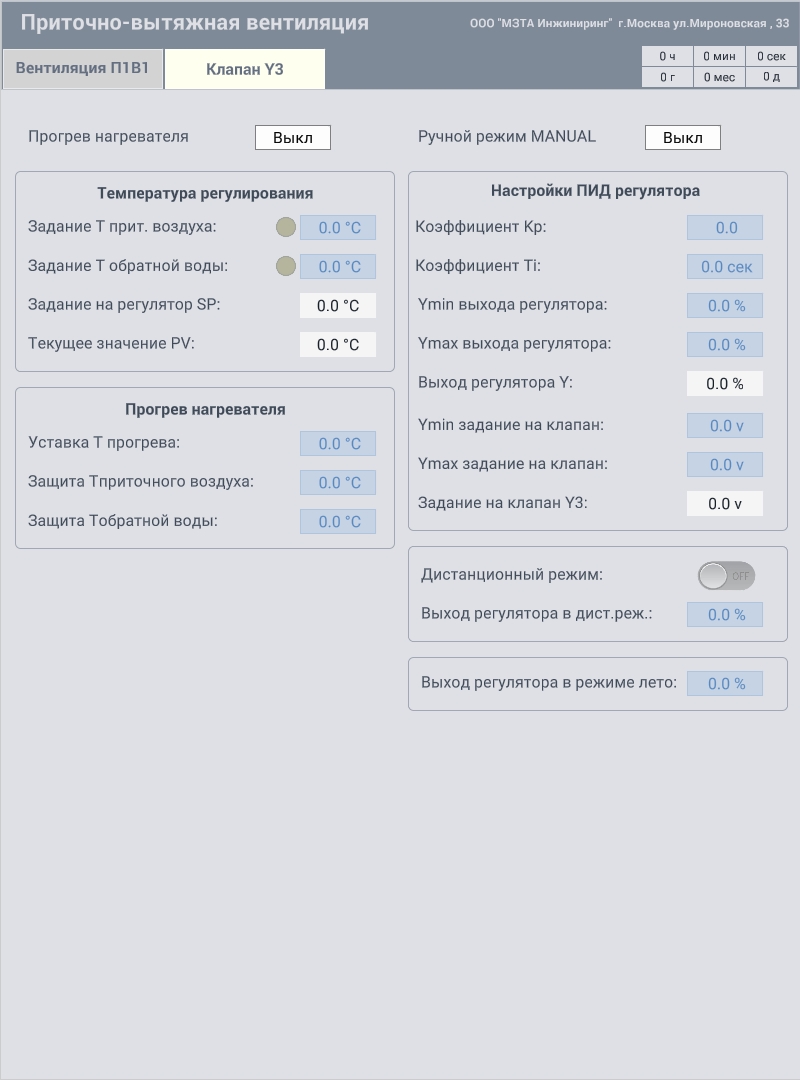 Приточно-вытяжная вентиляция
ООО "МЗТА Инжиниринг" г.Москва ул.Мироновская , 33
Вентиляция П1В1
Клапан Y3
0 ч 0 мин 0 сек
0 г 0 мес 0 д
Прогрев нагревателя Выкл
Ручной режим MANUAL Выкл
Температура регулирования
Задание Т прит. воздуха: 0.0 °C
Задание Т обратной воды: 0.0 °C
Задание на регулятор SP: 0.0 °C
Текущее значение PV: 0.0 °C
Прогрев нагревателя
Уставка Т прогрева: 0.0 °C
Защита Тприточного воздуха: 0.0 °C
Защита Тобратной воды: 0.0 °C
Настройки ПИД регулятора
Коэффициент Kp: 0.0
Коэффициент Ti: 0.0 сек
Ymin выхода регулятора: 0.0 %
Ymax выхода регулятора: 0.0 %
Выход регулятора Y: 0.0 %
Ymin задание на клапан: 0.0 v
Ymax задание на клапан: 0.0 v
Задание на клапан Y3: 0.0 v
Дистанционный режим: OFF
Выход регулятора в дист.реж.: 0.0 %
Выход регулятора в режиме лето: 0.0 %